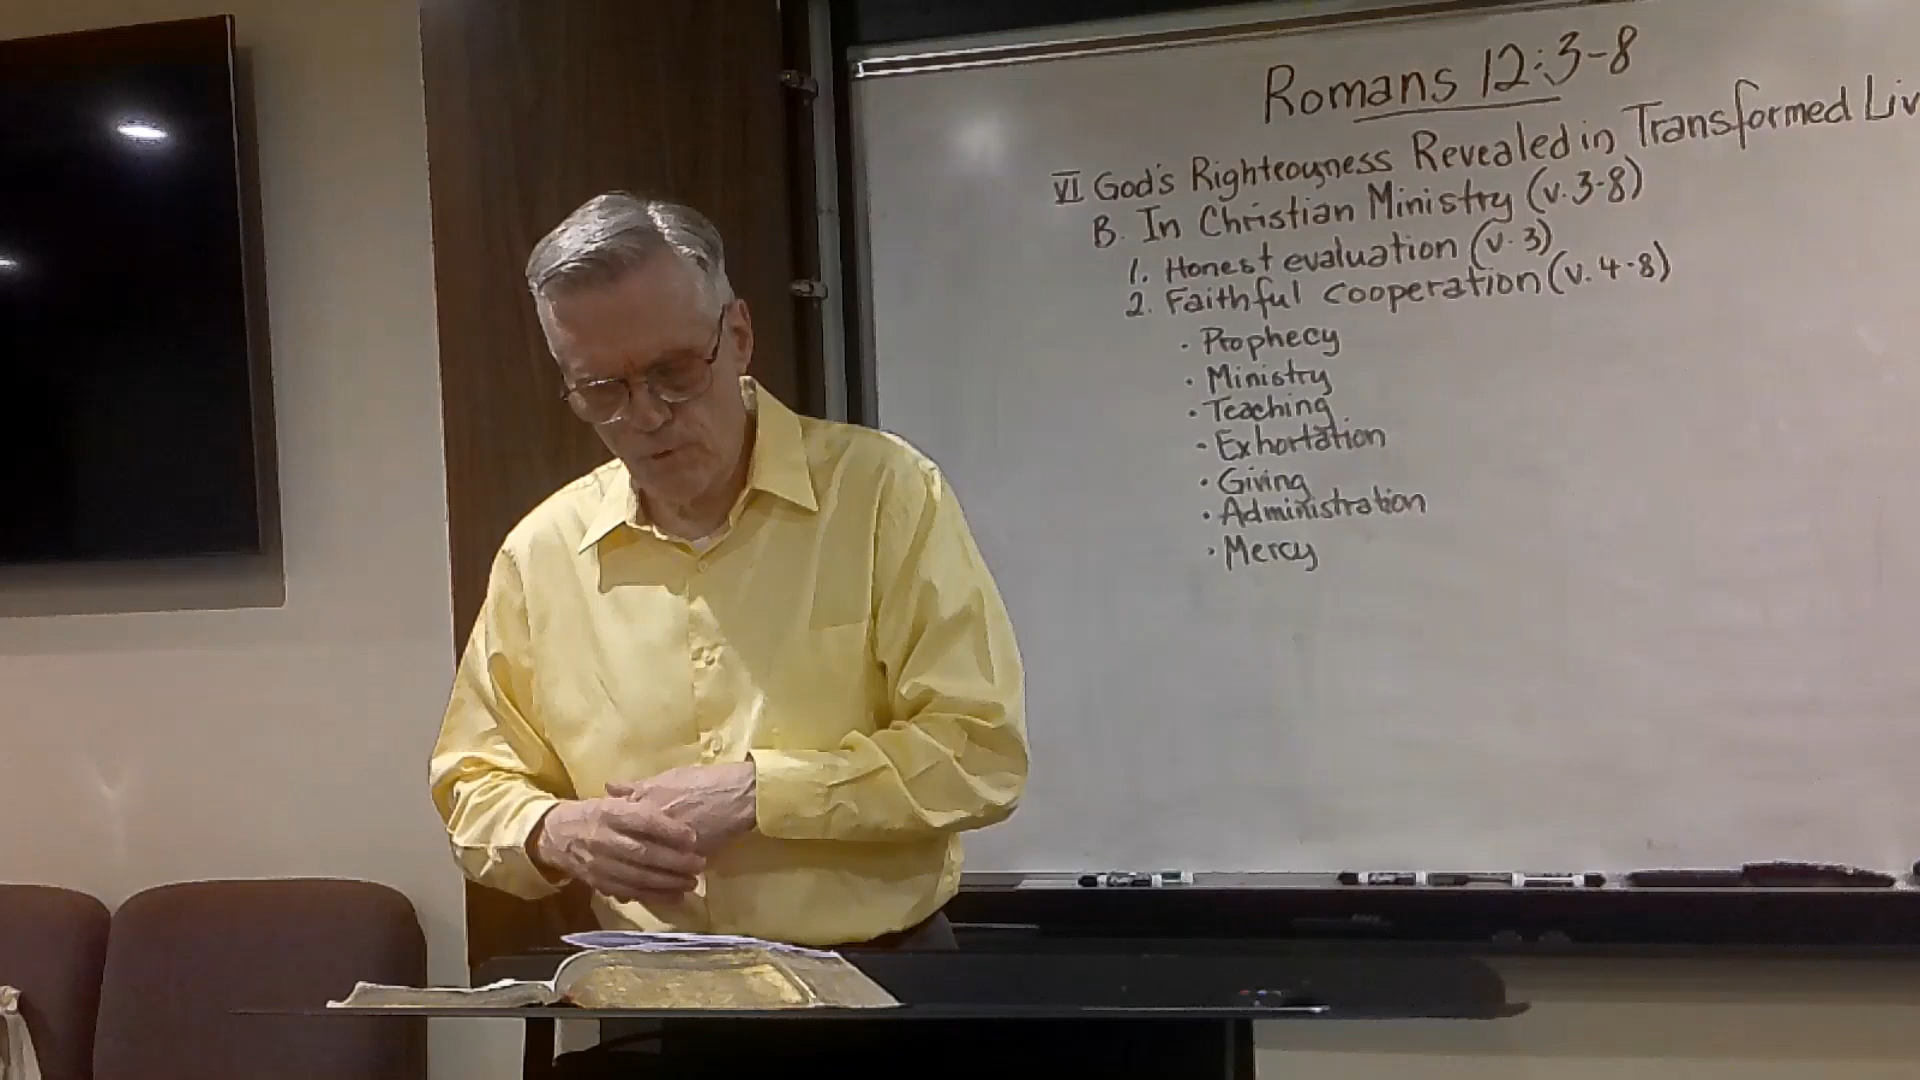 Romans 12:3-8
VI God's Righteousness Revealed in Transformed Liv
B. In Christian Ministry (v. 3-8)
1. Honest evaluation (v. 3)
2. Faithful cooperation (v. 4-8)
• Prophecy
• Ministry
• Teaching
• Exhortation
• Giving
• Administration
• Mercy